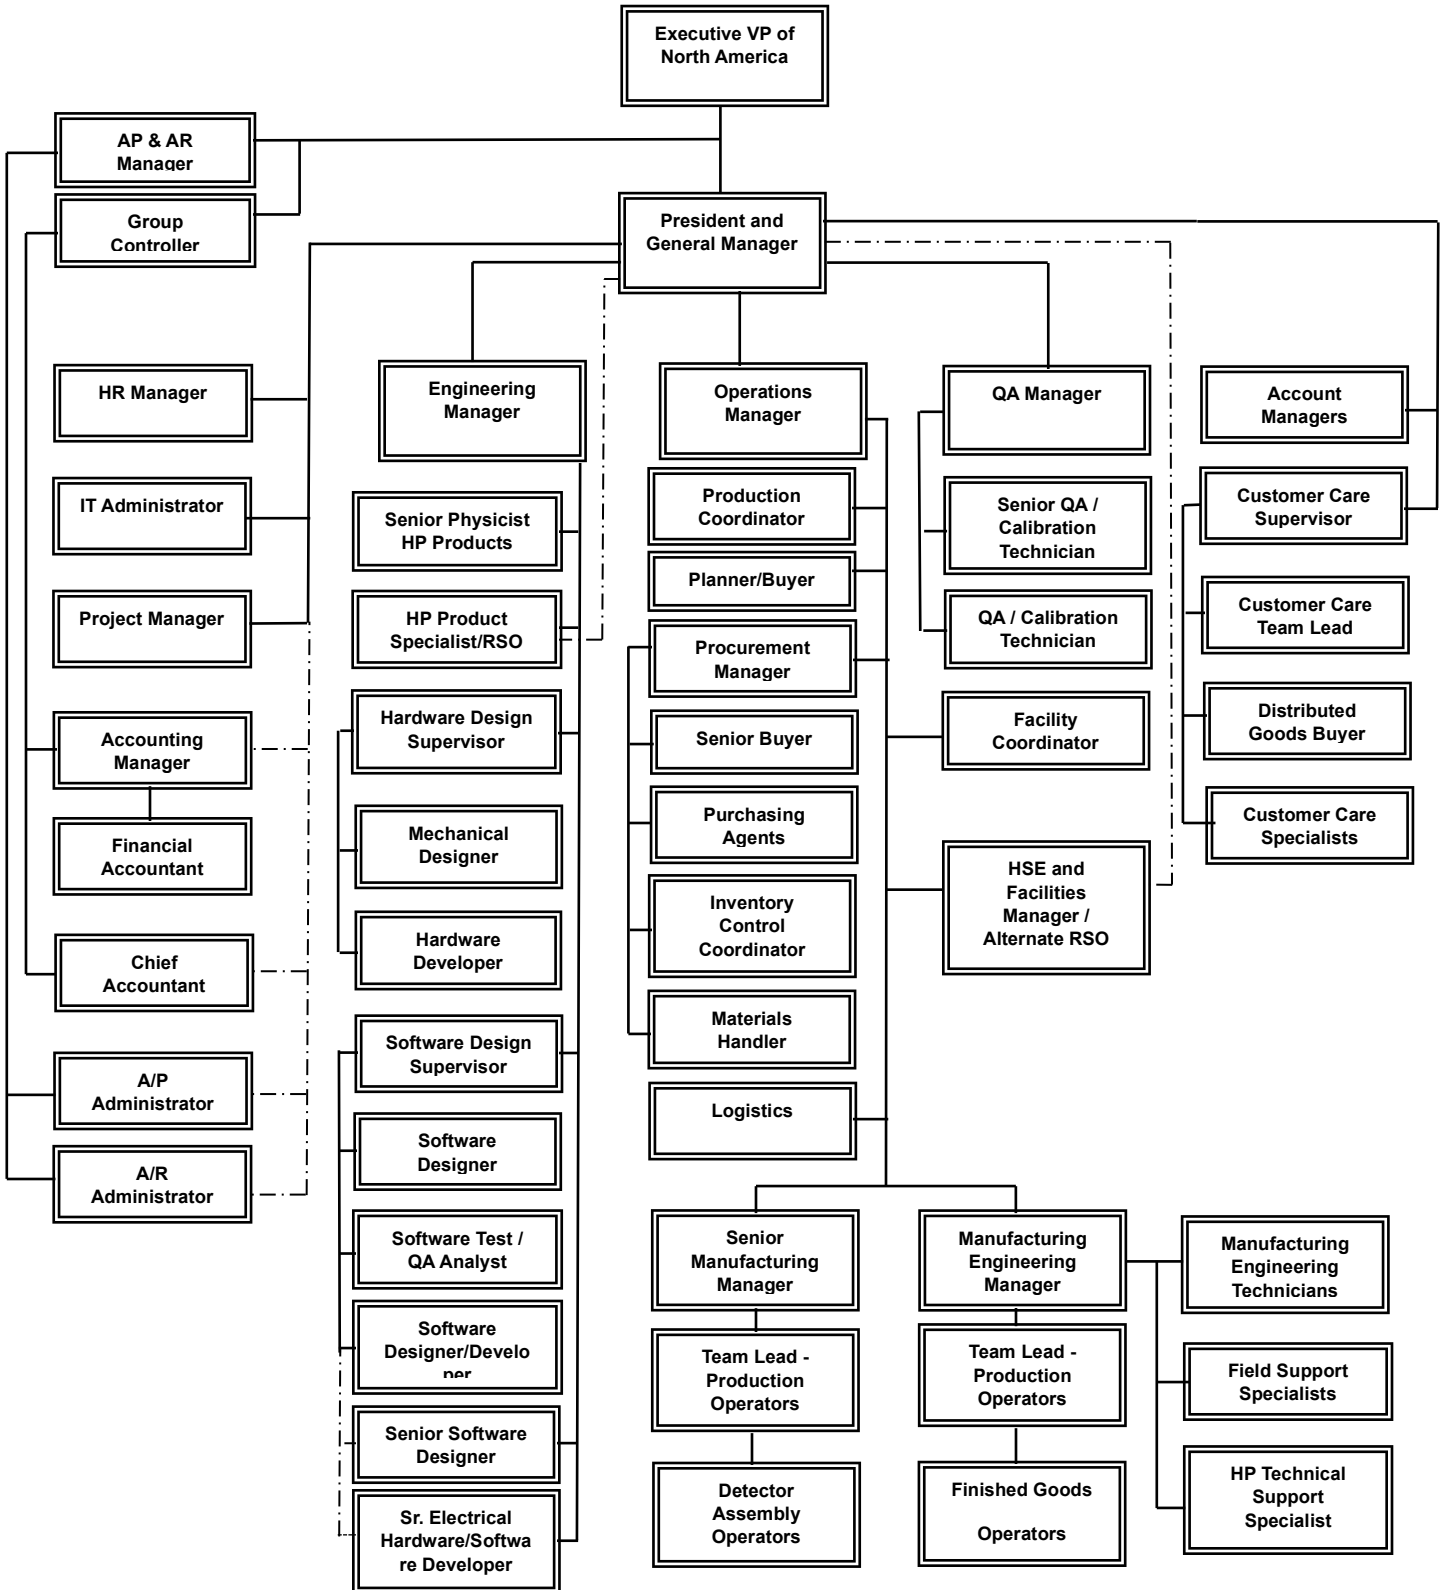 Executive VP of
North America
AP & AR
Manager
Group
Controller
President and
General Manager
HR Manager
IT Administrator
Project Manager
Accounting
Manager
Financial
Accountant
Chief
Accountant
A/P
Administrator
A/R
Administrator
Engineering
Manager
Senior Physicist
HP Products
HP Product
Specialist/RSO
Hardware Design
Supervisor
Mechanical
Designer
Hardware
Developer
Software Design
Supervisor
Software
Designer
Software Test /
QA Analyst
Software
Designer/Develo
per
Senior Software
Designer
Sr. Electrical
Hardware/Softwa
re Developer
Operations
Manager
Production
Coordinator
Planner/Buyer
Procurement
Manager
Senior Buyer
Purchasing
Agents
Inventory
Control
Coordinator
Materials
Handler
Logistics
Senior
Manufacturing
Manager
Team Lead -
Production
Operators
Detector
Assembly
Operators
QA Manager
Senior QA /
Calibration
Technician
QA / Calibration
Technician
Facility
Coordinator
HSE and
Facilities
Manager /
Alternate RSO
Manufacturing
Engineering
Manager
Team Lead -
Production
Operators
Finished Goods
Operators
Account
Managers
Customer Care
Supervisor
Customer Care
Team Lead
Distributed
Goods Buyer
Customer Care
Specialists
Manufacturing
Engineering
Technicians
Field Support
Specialists
HP Technical
Support
Specialist